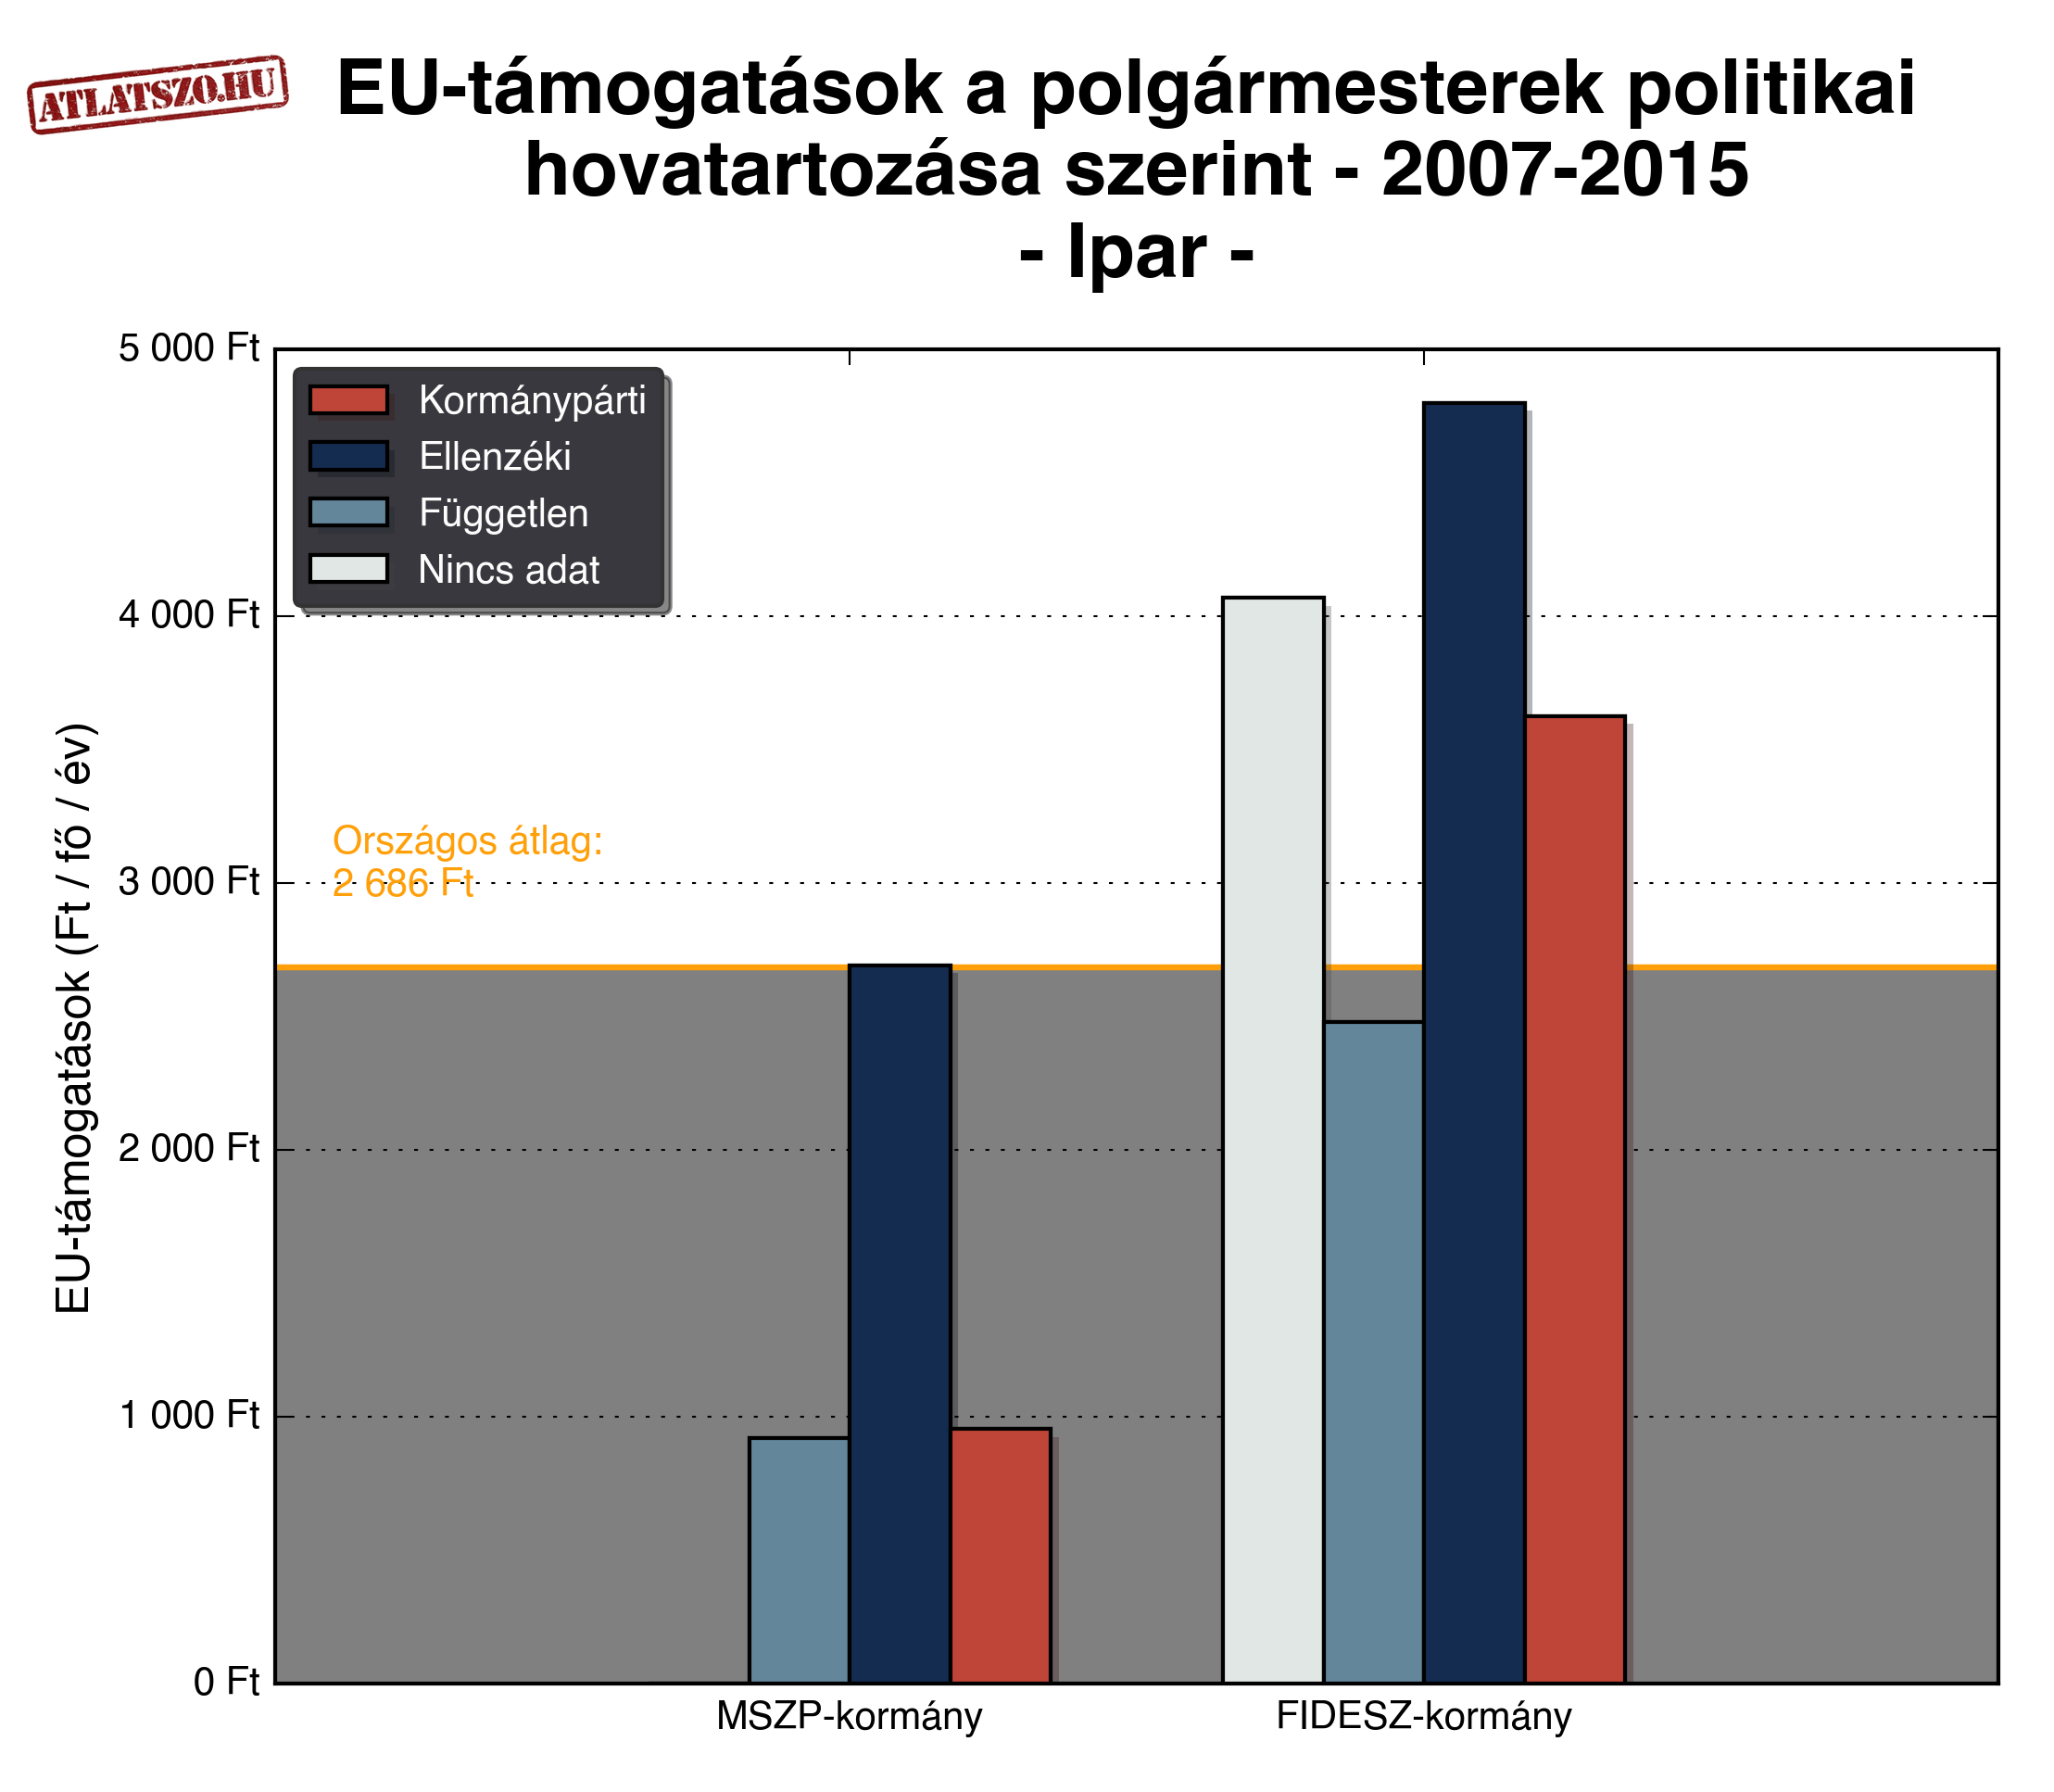 ATLATSZO.HU
EU-támogatások a polgármesterek politikai
hovatartozása szerint - 2007-2015
- Ipar -
5 000 Ft
Kormánypárti
Ellenzéki
Független
Nincs adat
4 000 Ft
Országos átlag:
2 686 Ft
3 000 Ft
2 000 Ft
1 000 Ft
0 Ft
EU-támogatások (Ft / fő / év)
MSZP-kormány
FIDESZ-kormány